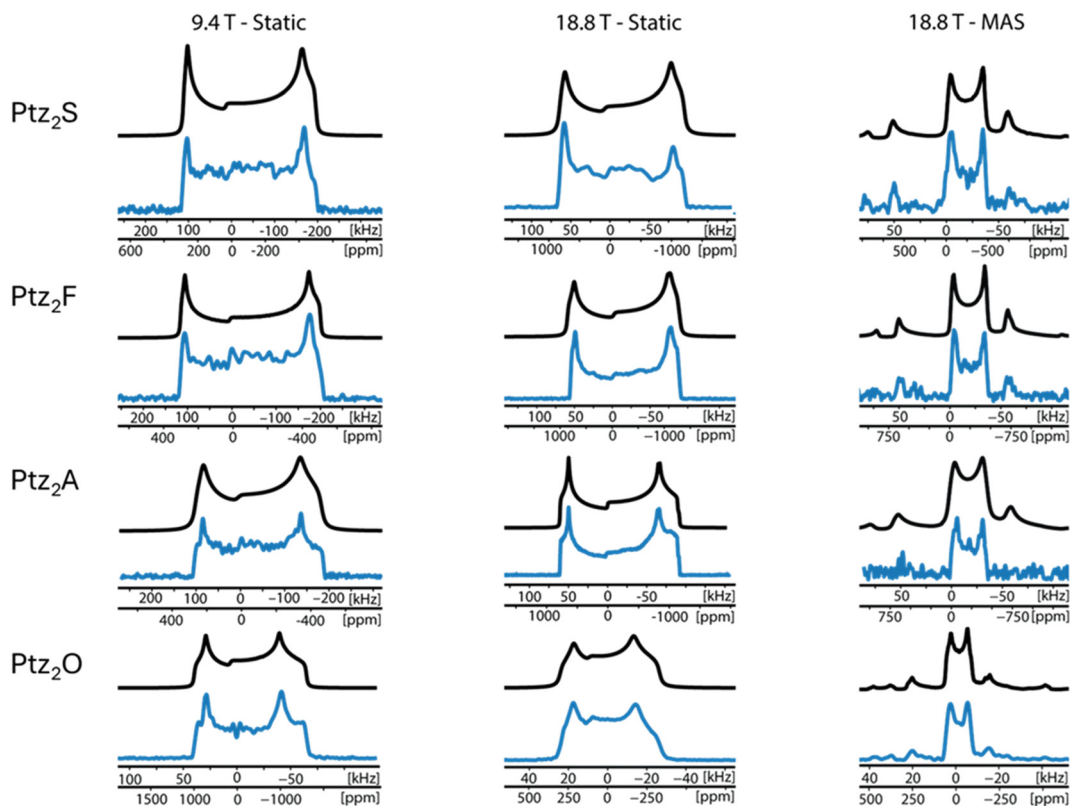 9.4 T - Static 18.8 T - Static 18.8 T - MAS
Ptz2S
200 100 0 -100 -200 [kHz] 100 50 0 -50 [kHz] 50 0 -50 [kHz]
600 200 0 -200 [ppm] 1000 0 -1000 [ppm] 500 0 -500 [ppm]
Ptz2F
200 100 0 −100 −200 [kHz] 100 50 0 −50 [kHz] 50 0 −50 [kHz]
400 0 -400 [ppm] 1000 0 −1000 [ppm] 750 0 −750 [ppm]
Ptz2A
200 100 0 −100 −200 [kHz] 100 50 0 −50 [kHz] 50 0 −50 [kHz]
400 0 -400 [ppm] 1000 0 -1000 [ppm] 750 0 −750 [ppm]
Ptz2O
100 50 0 −50 [kHz] 40 20 0 −20 −40 [kHz] 40 20 0 −20 [kHz]
1500 1000 0 −1000 [ppm] 500 250 0 −250 [ppm] 500 250 0 −250 [ppm]